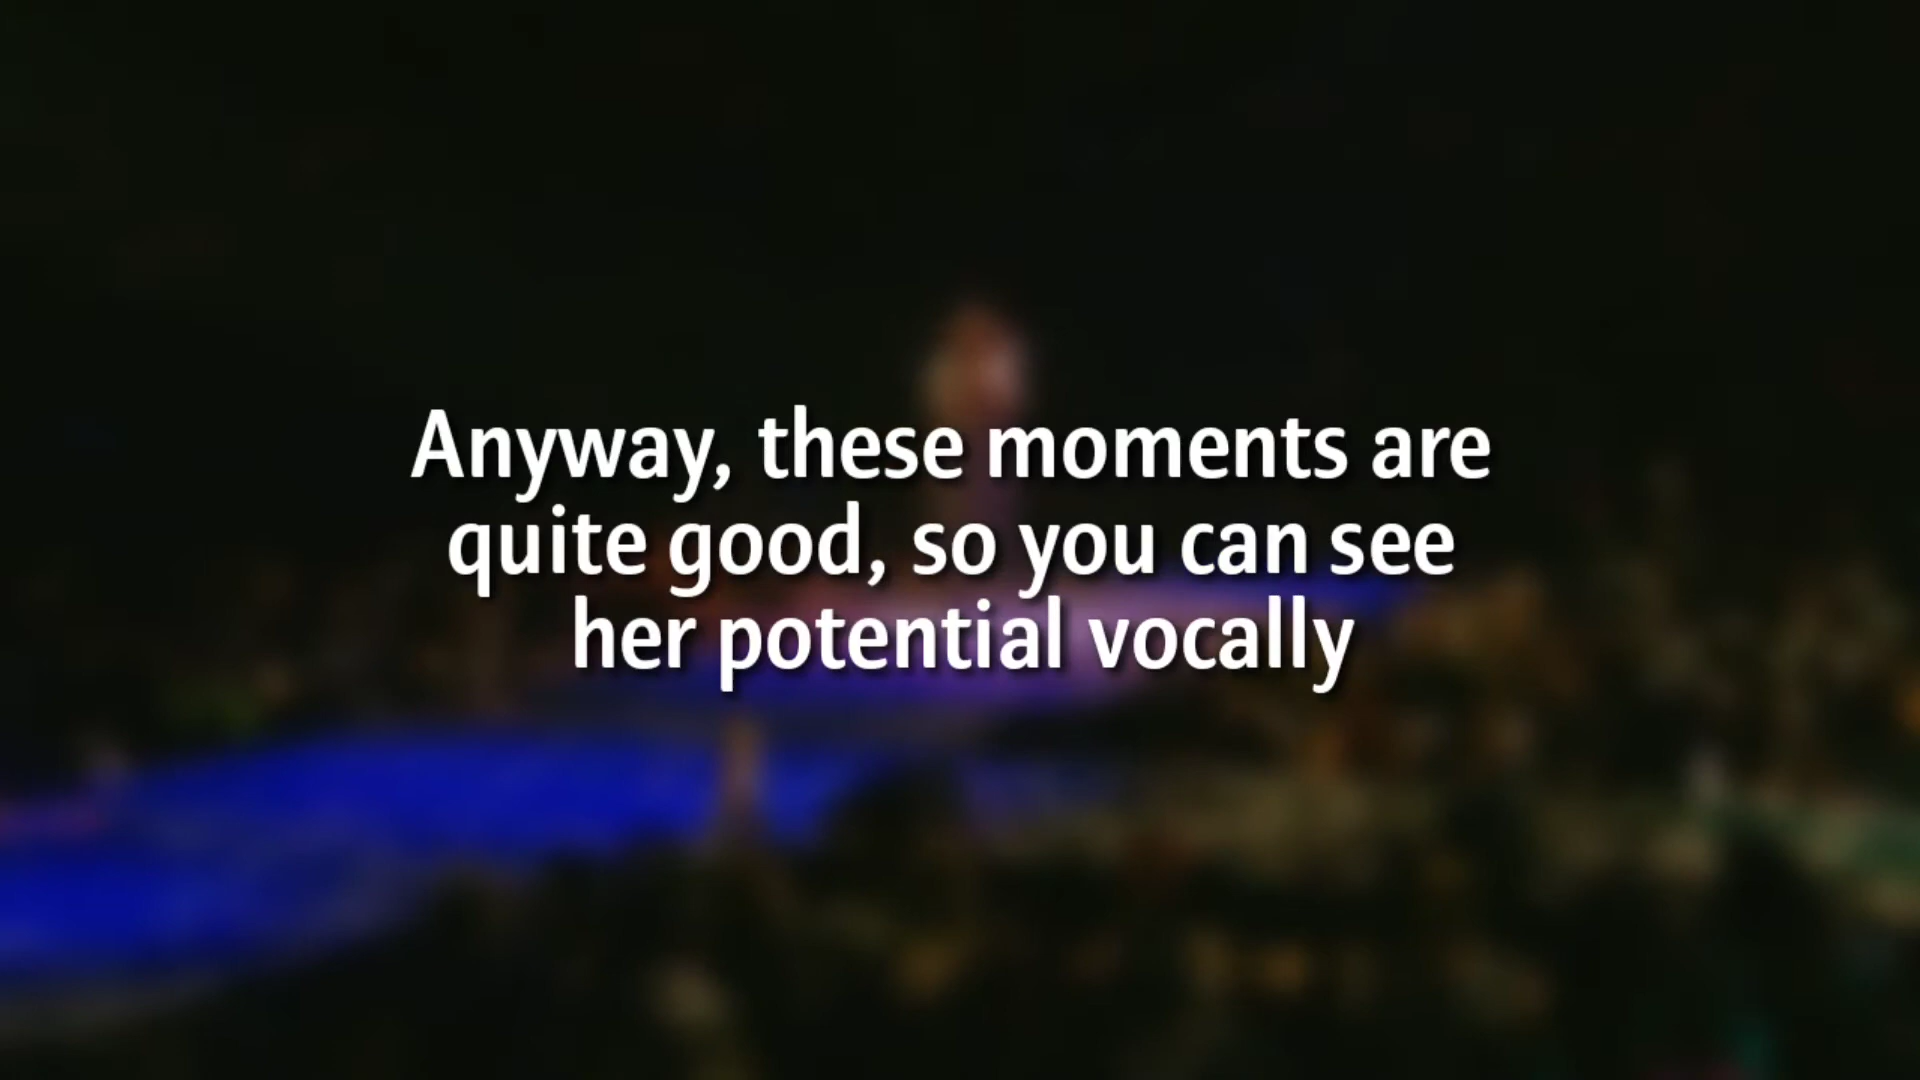 Anyway, these moments are
quite good, so you can see
her potential vocally